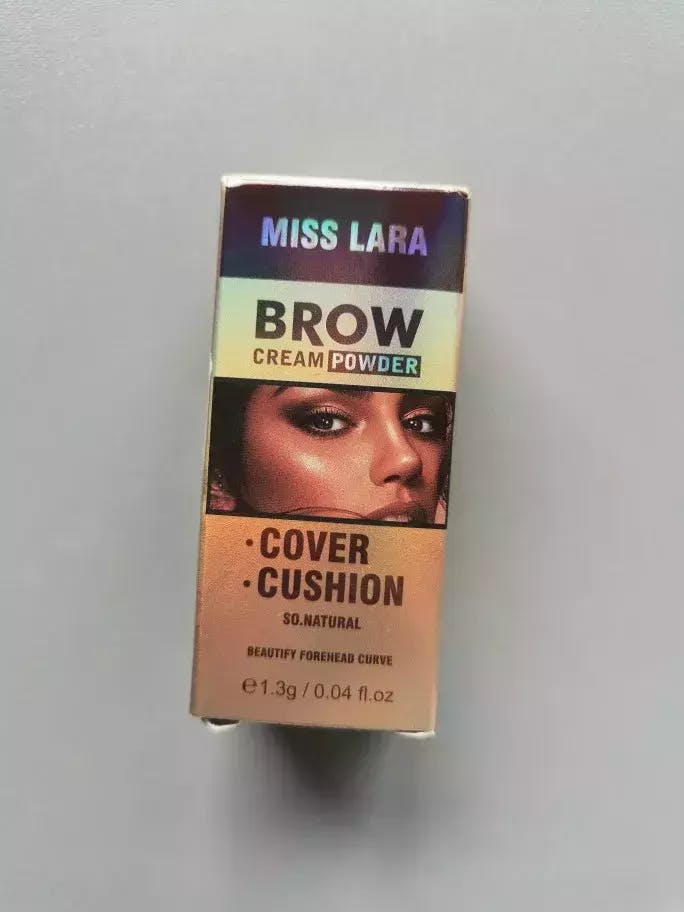 MISS LARA
BROW
CREAM POWDER
· COVER
· CUSHION
SO.NATURAL
BEAUTIFY FOREHEAD CURVE
℮1.3g / 0.04 fl.oz